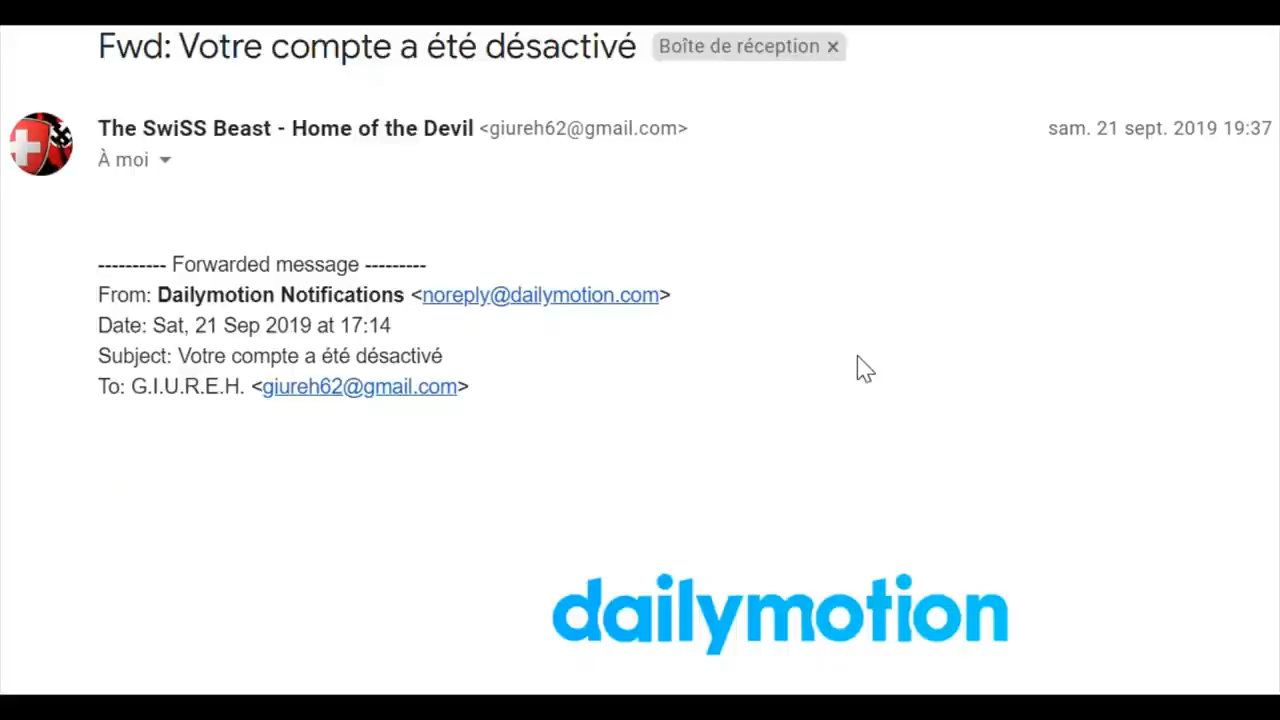 Fwd: Votre compte a été désactivé Boîte de réception ×
The SwiSS Beast - Home of the Devil <giureh62@gmail.com> sam. 21 sept. 2019 19:37
À moi
---------- Forwarded message ---------
From: Dailymotion Notifications <noreply@dailymotion.com>
Date: Sat, 21 Sep 2019 at 17:14
Subject: Votre compte a été désactivé
To: G.I.U.R.E.H. <giureh62@gmail.com>
dailymotion